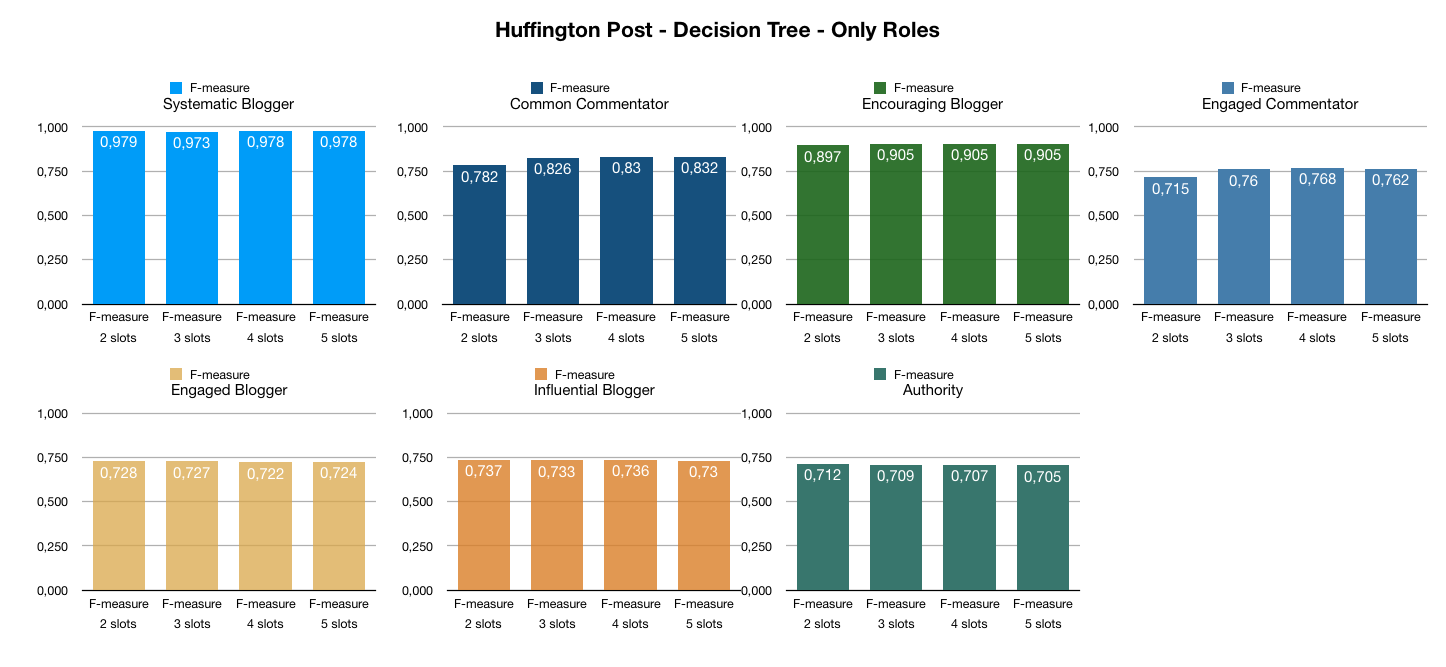 Huffington Post - Decision Tree - Only Roles
F-measure
Systematic Blogger
1,000
0,750
0,500
0,250
0,000
0,979 0,973 0,978 0,978
F-measure F-measure F-measure F-measure
2 slots 3 slots 4 slots 5 slots
F-measure
Common Commentator
1,000
0,750
0,500
0,250
0,000
0,782 0,826 0,83 0,832
F-measure F-measure F-measure F-measure
2 slots 3 slots 4 slots 5 slots
F-measure
Encouraging Blogger
1,000
0,750
0,500
0,250
0,000
0,897 0,905 0,905 0,905
F-measure F-measure F-measure F-measure
2 slots 3 slots 4 slots 5 slots
F-measure
Engaged Commentator
1,000
0,750
0,500
0,250
0,000
0,715 0,76 0,768 0,762
F-measure F-measure F-measure F-measure
2 slots 3 slots 4 slots 5 slots
F-measure
Engaged Blogger
1,000
0,750
0,500
0,250
0,000
0,728 0,727 0,722 0,724
F-measure F-measure F-measure F-measure
2 slots 3 slots 4 slots 5 slots
F-measure
Influential Blogger
1,000
0,750
0,500
0,250
0,000
0,737 0,733 0,736 0,73
F-measure F-measure F-measure F-measure
2 slots 3 slots 4 slots 5 slots
F-measure
Authority
1,000
0,750
0,500
0,250
0,000
0,712 0,709 0,707 0,705
F-measure F-measure F-measure F-measure
2 slots 3 slots 4 slots 5 slots